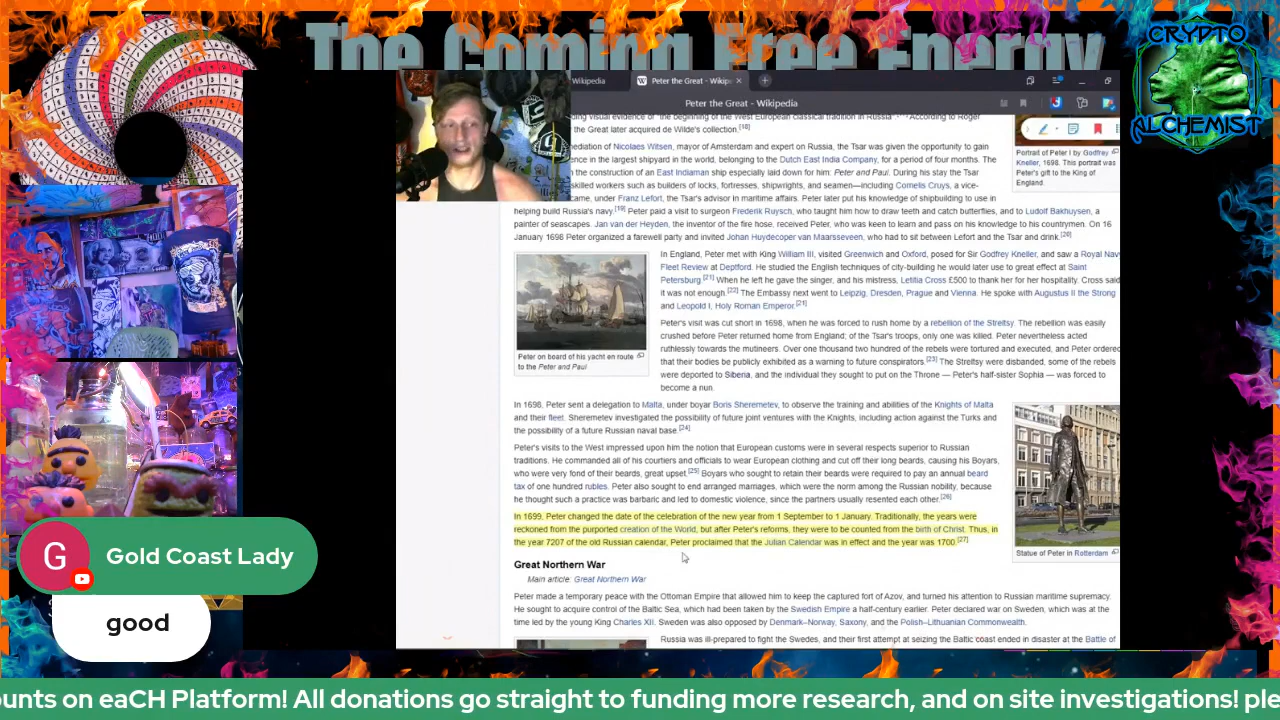 The Coming Free Energy
CRYPTO
ALCHEMIST
Wikipedia
Peter the Great - Wikip
Peter the Great - Wikipedia
ding visual evidence of "the beginning of the West European classical tradition in Russia". According to Roger
the Great later acquired de Wilde's collection.[18]
Portrait of Peter I by Godfrey
Kneller, 1698. This portrait was
Peter's gift to the King of
England.
ediation of Nicolaes Witsen, mayor of Amsterdam and expert on Russia, the Tsar was given the opportunity to gain
ence in the largest shipyard in the world, belonging to the Dutch East India Company, for a period of four months. The
the construction of an East Indiaman ship especially laid down for him: Peter and Paul. During his stay the Tsar
skilled workers such as builders of locks, fortresses, shipwrights, and seamen—including Cornelis Cruys, a vice-
came, under Franz Lefort, the Tsar's advisor in maritime affairs. Peter later put his knowledge of shipbuilding to use in
helping build Russia's navy.[19] Peter paid a visit to surgeon Frederik Ruysch, who taught him how to draw teeth and catch butterflies, and to Ludolf Bakhuysen, a
painter of seascapes. Jan van der Heyden, the inventor of the fire hose, received Peter, who was keen to learn and pass on his knowledge to his countrymen. On 16
January 1698 Peter organized a farewell party and invited Johan Huydecoper van Maarsseveen, who had to sit between Lefort and the Tsar and drink.[20]
In England, Peter met with King William III, visited Greenwich and Oxford, posed for Sir Godfrey Kneller, and saw a Royal Nav
Fleet Review at Deptford. He studied the English techniques of city-building he would later use to great effect at Saint
Petersburg.[21] When he left he gave the singer, and his mistress, Letitia Cross £500 to thank her for her hospitality. Cross said
it was not enough.[22] The Embassy next went to Leipzig, Dresden, Prague and Vienna. He spoke with Augustus II the Strong
and Leopold I, Holy Roman Emperor.[21]
Peter's visit was cut short in 1698, when he was forced to rush home by a rebellion of the Streltsy. The rebellion was easily
crushed before Peter returned home from England; of the Tsar's troops, only one was killed. Peter nevertheless acted
ruthlessly towards the mutineers. Over one thousand two hundred of the rebels were tortured and executed, and Peter ordered
that their bodies be publicly exhibited as a warning to future conspirators.[23] The Streltsy were disbanded, some of the rebels
were deported to Siberia, and the individual they sought to put on the Throne — Peter's half-sister Sophia — was forced to
become a nun
Peter on board of his yacht en route
to the Peter and Paul
In 1698, Peter sent a delegation to Malta, under boyar Boris Sheremetev, to observe the training and abilities of the Knights of Malta
and their fleet. Sheremetev investigated the possibility of future joint ventures with the Knights, including action against the Turks and
the possibility of a future Russian naval base.[24]
Peter's visits to the West impressed upon him the notion that European customs were in several respects superior to Russian
traditions. He commanded all of his courtiers and officials to wear European clothing and cut off their long beards, causing his Boyars,
who were very fond of their beards, great upset.[25] Boyars who sought to retain their beards were required to pay an annual beard
tax of one hundred rubles. Peter also sought to end arranged marriages, which were the norm among the Russian nobility, because
he thought such a practice was barbaric and led to domestic violence, since the partners usually resented each other.[26]
In 1699, Peter changed the date of the celebration of the new year from 1 September to 1 January. Traditionally, the years were
reckoned from the purported creation of the World, but after Peter's reforms, they were to be counted from the birth of Christ. Thus, in
the year 7207 of the old Russian calendar, Peter proclaimed that the Julian Calendar was in effect and the year was 1700.[27]
Statue of Peter in Rotterdam
Great Northern War
Main article: Great Northern War
Peter made a temporary peace with the Ottoman Empire that allowed him to keep the captured fort of Azov, and turned his attention to Russian maritime supremacy.
He sought to acquire control of the Baltic Sea, which had been taken by the Swedish Empire a half-century earlier. Peter declared war on Sweden, which was at the
time led by the young King Charles XII. Sweden was also opposed by Denmark–Norway, Saxony, and the Polish–Lithuanian Commonwealth.
Russia was ill-prepared to fight the Swedes, and their first attempt at seizing the Baltic coast ended in disaster at the Battle of
G
Gold Coast Lady
good
ounts on eaCH Platform! All donations go straight to funding more research, and on site investigations! ple